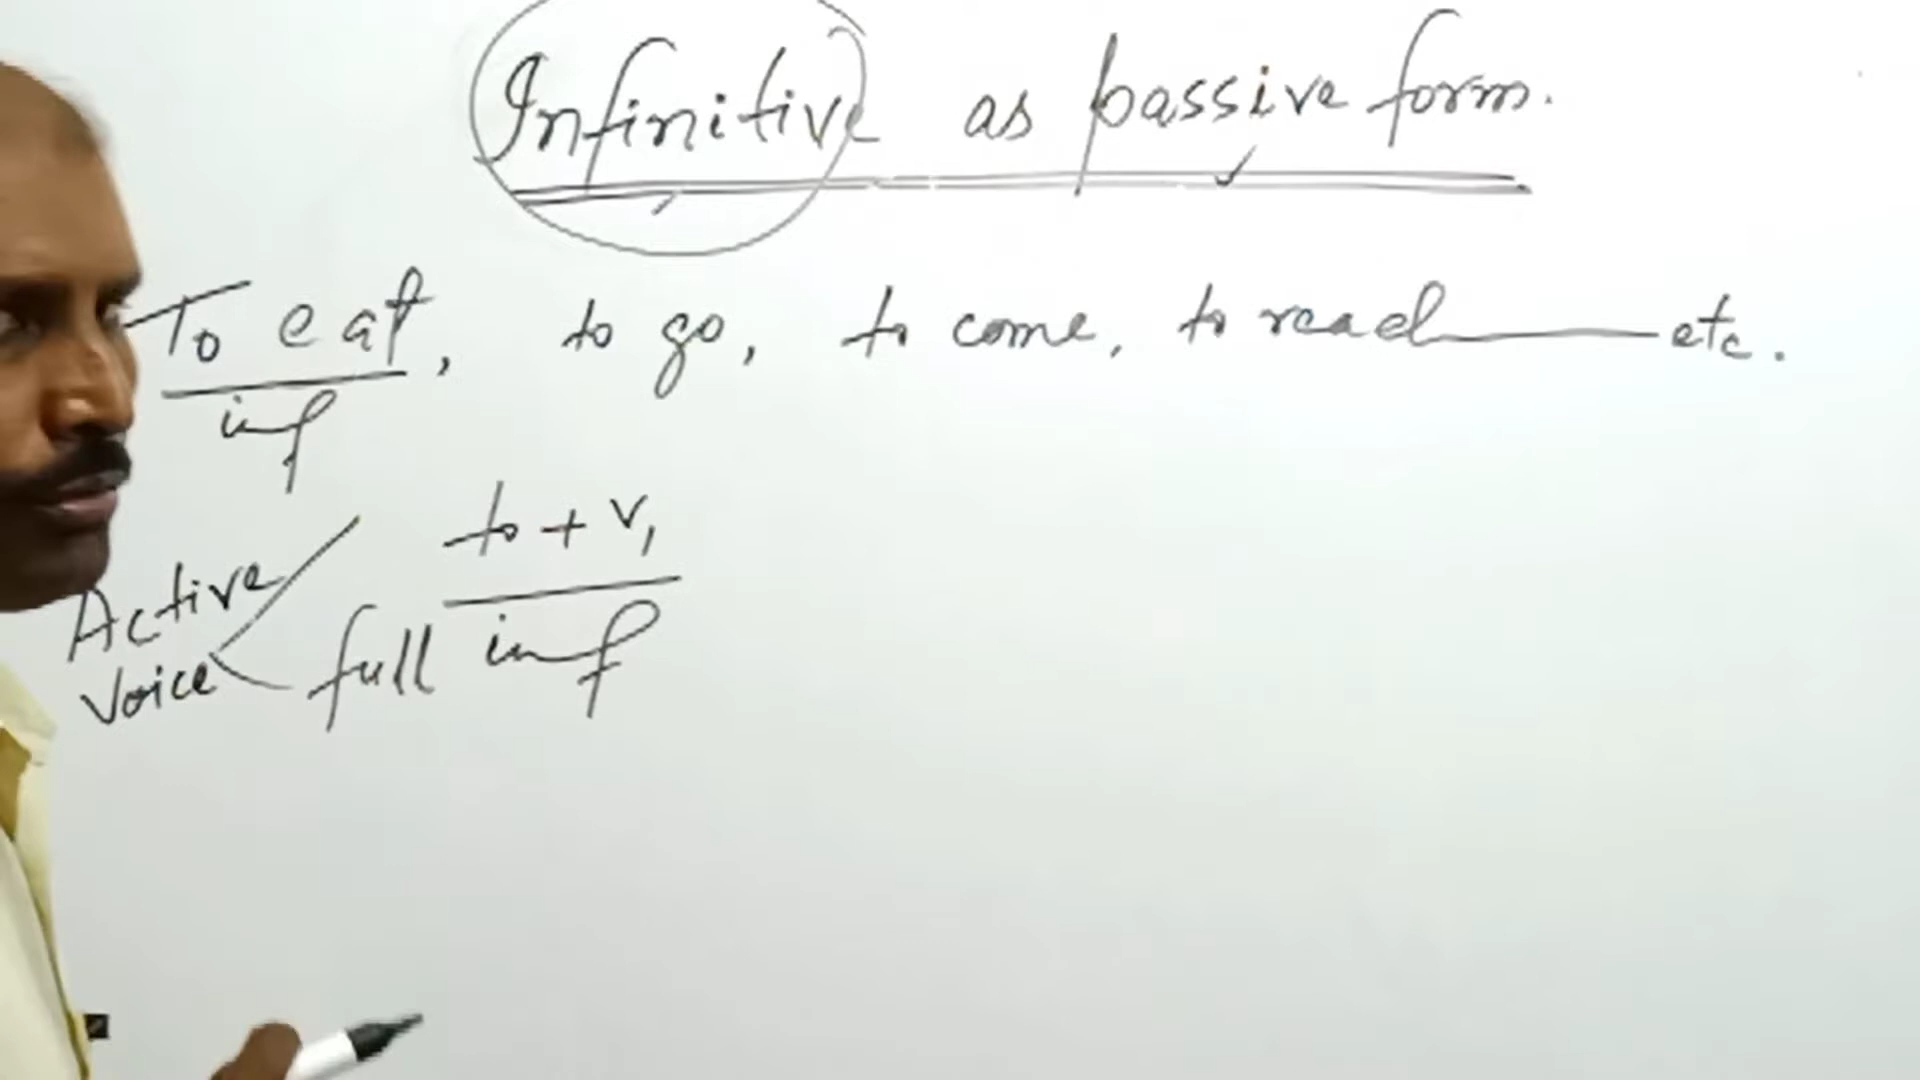 Infinitive as passive form.
To eat, to go, to come, to read——etc.
inf
to + V1
Active
Voice
full inf